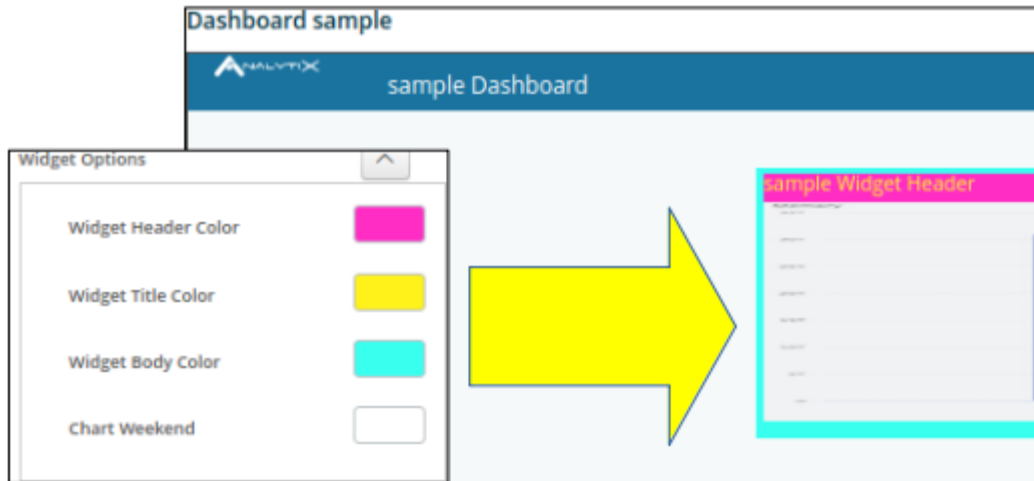 Dashboard sample
ANALYTIX
sample Dashboard
Widget Options
Widget Header Color
Widget Title Color
Widget Body Color
Chart Weekend
sample Widget Header